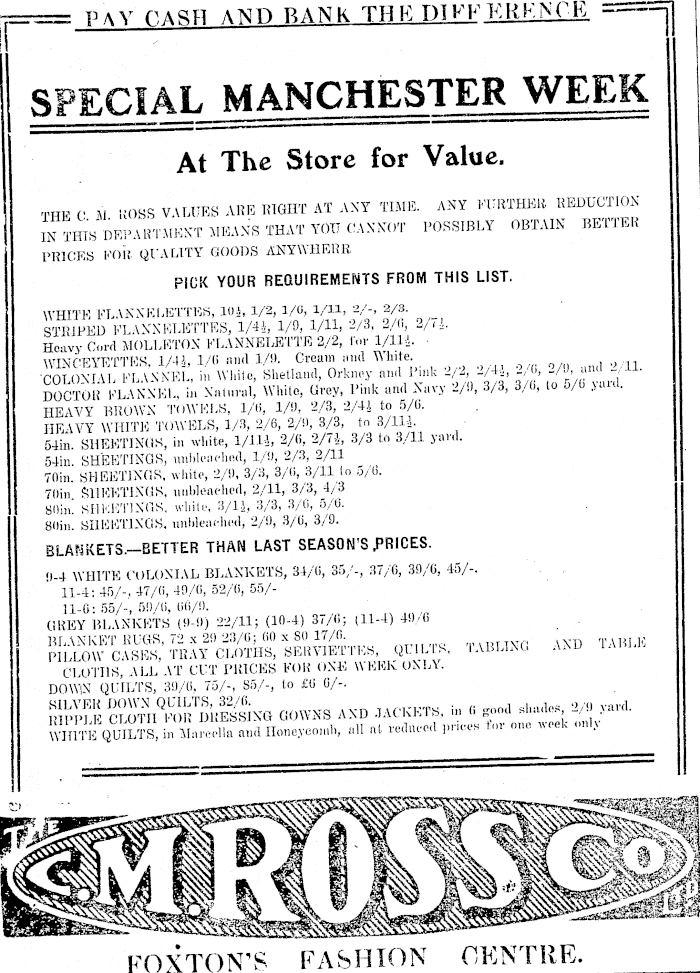 PAY CASH AND BANK THE DIFFERENCE
SPECIAL MANCHESTER WEEK
At The Store for Value.
THE C. M. ROSS VALUES ARE RIGHT AT ANY TIME. ANY FURTHER REDUCTION
IN THIS DEPARTMENT MEANS THAT YOU CANNOT POSSIBLY OBTAIN BETTER
PRICES FOR QUALITY GOODS ANYWHERR
PICK YOUR REQUIREMENTS FROM THIS LIST.
WHITE FLANNELETTES, 10½, 1/2, 1/6, 1/11, 2/-, 2/3.
STRIPED FLANNELETTES, 1/4½, 1/9, 1/11, 2/3, 2/6, 2/7½.
Heavy Cord MOLLETON FLANNELETTE 2/2, for 1/11½.
WINCEYETTES, 1/4½, 1/6 and 1/9. Cream and White.
COLONIAL FLANNEL, in White, Shetland, Orkney and Pink 2/2, 2/4½, 2/6, 2/9, and 2/11.
DOCTOR FLANNEL, in Natural, White, Grey, Pink and Navy 2/9, 3/3, 3/6, to 5/6 yard.
HEAVY BROWN TOWELS, 1/6, 1/9, 2/3, 2/4½ to 5/6.
HEAVY WHITE TOWELS, 1/3, 2/6, 2/9, 3/3, to 3/11½.
54in. SHEETINGS, in white, 1/11½, 2/6, 2/7½, 3/3 to 3/11 yard.
54in. SHEETINGS, unbleached, 1/9, 2/3, 2/11
70in. SHEETINGS, white, 2/9, 3/3, 3/6, 3/11 to 5/6.
70in. SHEETINGS, unbleached, 2/11, 3/3, 4/3
80in. SHEETINGS, white, 3/1½, 3/3, 3/6, 5/6.
80in. SHEETINGS, unbleached, 2/9, 3/6, 3/9.
BLANKETS.—BETTER THAN LAST SEASON'S PRICES.
9-4 WHITE COLONIAL BLANKETS, 34/6, 35/-, 37/6, 39/6, 45/-.
11-4: 45/-, 47/6, 49/6, 52/6, 55/-
11-6: 55/-, 59/6, 66/9.
GREY BLANKETS (9-9) 22/11; (10-4) 37/6; (11-4) 49/6
BLANKET RUGS, 72 x 29 23/6; 60 x 80 17/6.
PILLOW CASES, TRAY CLOTHS, SERVIETTES, QUILTS, TABLING AND TABLE
CLOTHS, ALL AT CUT PRICES FOR ONE WEEK ONLY.
DOWN QUILTS, 39/6, 75/-, 85/-, to £6 6/-.
SILVER DOWN QUILTS, 32/6.
RIPPLE CLOTH FOR DRESSING GOWNS AND JACKETS, in 6 good shades, 2/9 yard.
WHITE QUILTS, in Marcella and Honeycomb, all at reduced prices for one week only
THE
C.M. ROSS Co
FOXTON'S FASHION CENTRE.